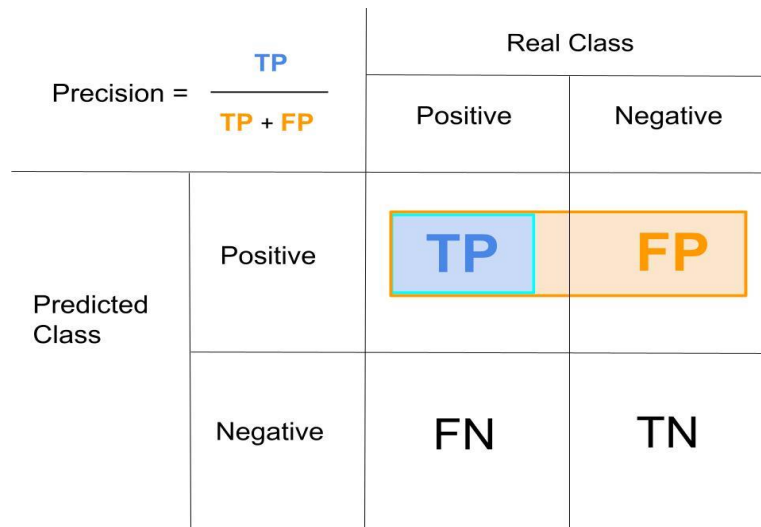 Precision =
TP
TP + FP
Real Class
Positive
Negative
Predicted
Class
Positive
TP
FP
Negative
FN
TN